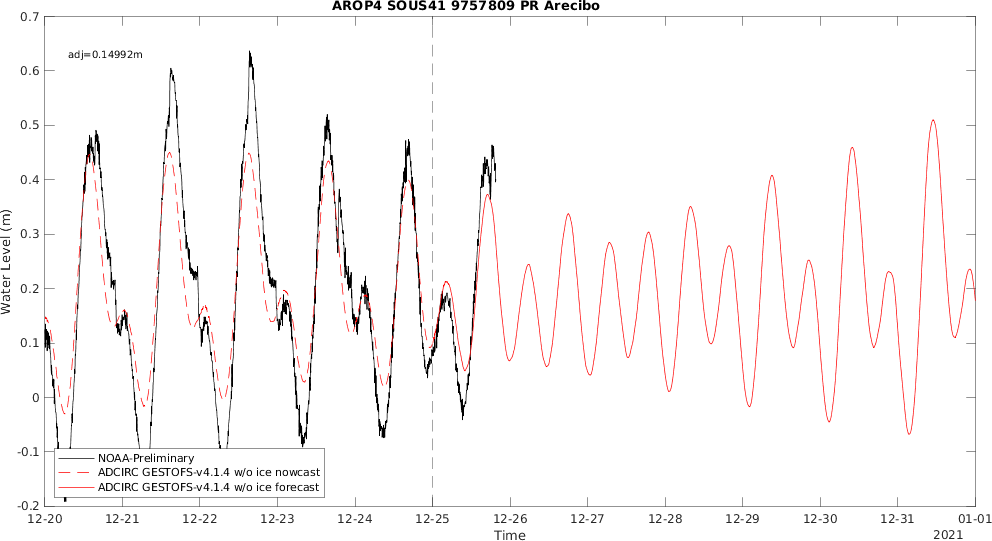 AROP4 SOUS41 9757809 PR Arecibo
0.7
adj=0.14992m
0.6
0.5
0.4
0.3
0.2
0.1
0
-0.1
-0.2
Water Level (m)
NOAA-Preliminary
ADCIRC GESTOFS-v4.1.4 w/o ice nowcast
ADCIRC GESTOFS-v4.1.4 w/o ice forecast
12-20 12-21 12-22 12-23 12-24 12-25 12-26 12-27 12-28 12-29 12-30 12-31 01-01
Time
2021